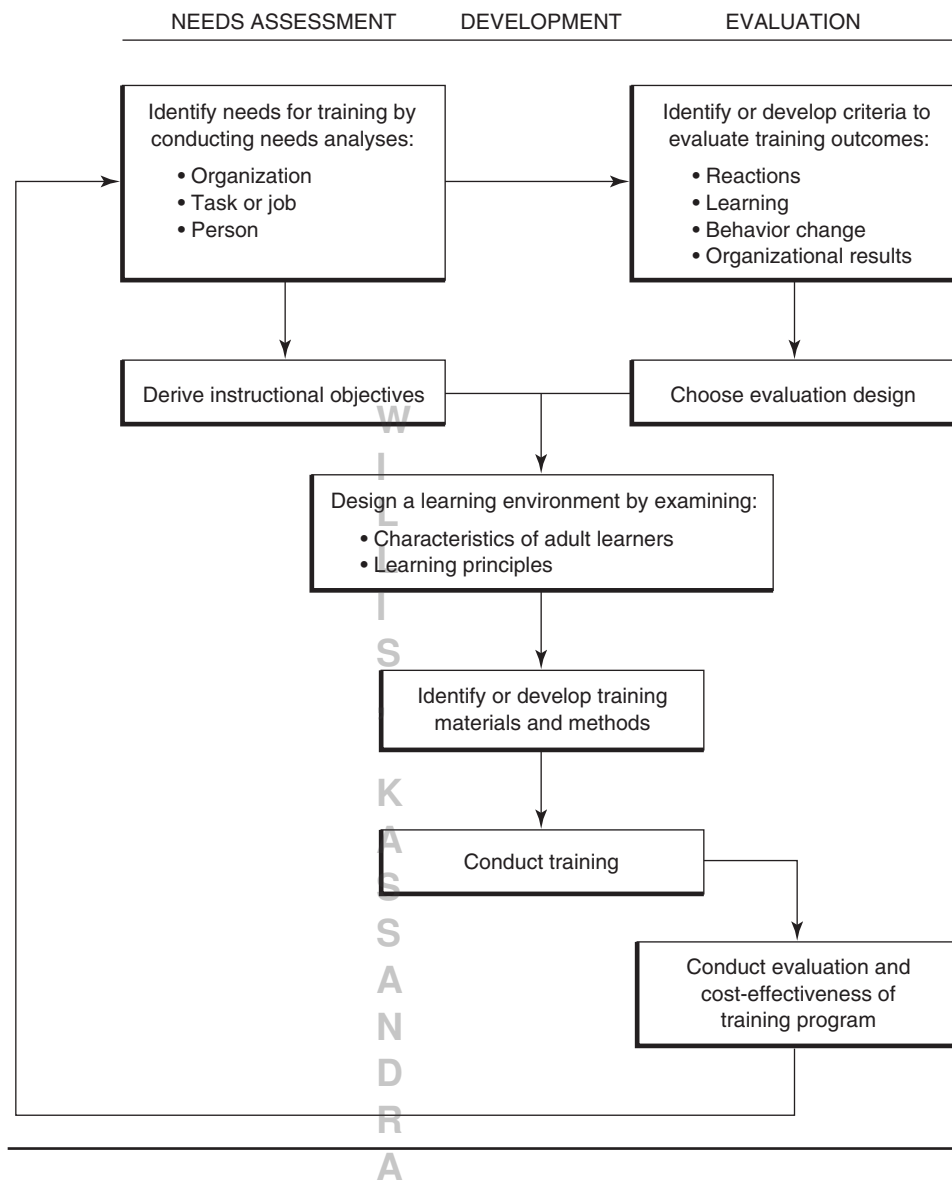 NEEDS ASSESSMENT DEVELOPMENT EVALUATION
Identify needs for training by
conducting needs analyses:
• Organization
• Task or job
• Person
Identify or develop criteria to
evaluate training outcomes:
• Reactions
• Learning
• Behavior change
• Organizational results
Derive instructional objectives
Choose evaluation design
Design a learning environment by examining:
• Characteristics of adult learners
• Learning principles
Identify or develop training
materials and methods
Conduct training
Conduct evaluation and
cost-effectiveness of
training program
W
I
L
L
I
S
K
A
S
S
A
N
D
R
A